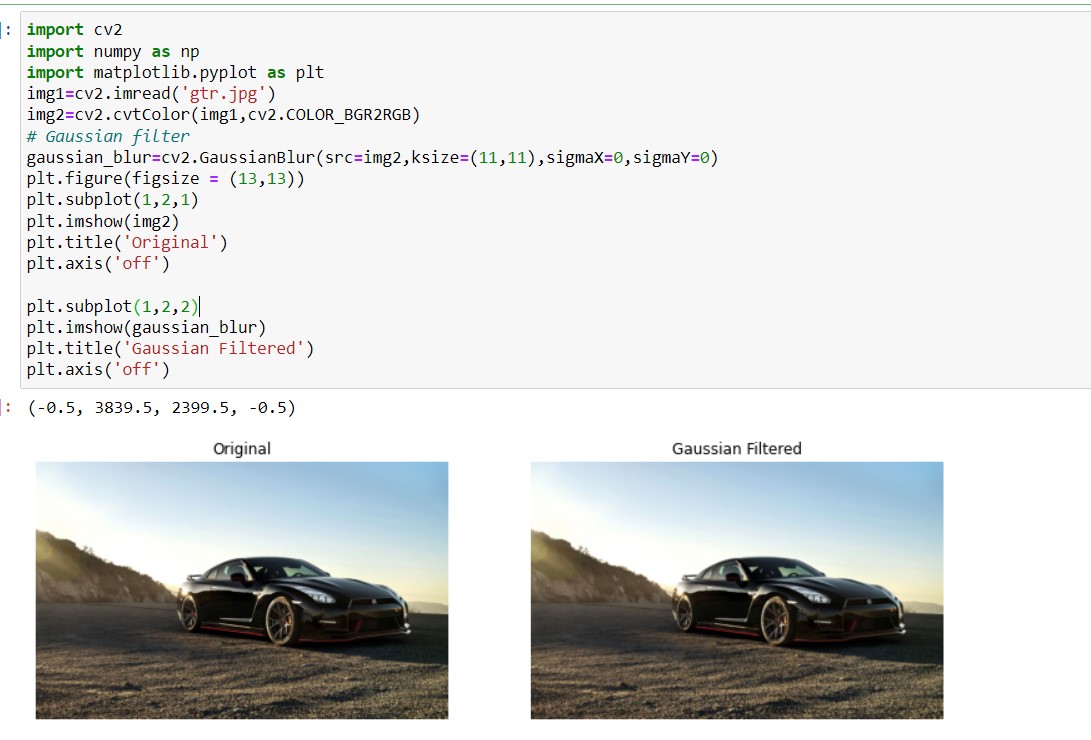 ]: import cv2
import numpy as np
import matplotlib.pyplot as plt
img1=cv2.imread('gtr.jpg')
img2=cv2.cvtColor(img1,cv2.COLOR_BGR2RGB)
# Gaussian filter
gaussian_blur=cv2.GaussianBlur(src=img2,ksize=(11,11),sigmaX=0,sigmaY=0)
plt.figure(figsize = (13,13))
plt.subplot(1,2,1)
plt.imshow(img2)
plt.title('Original')
plt.axis('off')

plt.subplot(1,2,2)
plt.imshow(gaussian_blur)
plt.title('Gaussian Filtered')
plt.axis('off')
]: (-0.5, 3839.5, 2399.5, -0.5)
Original
Gaussian Filtered